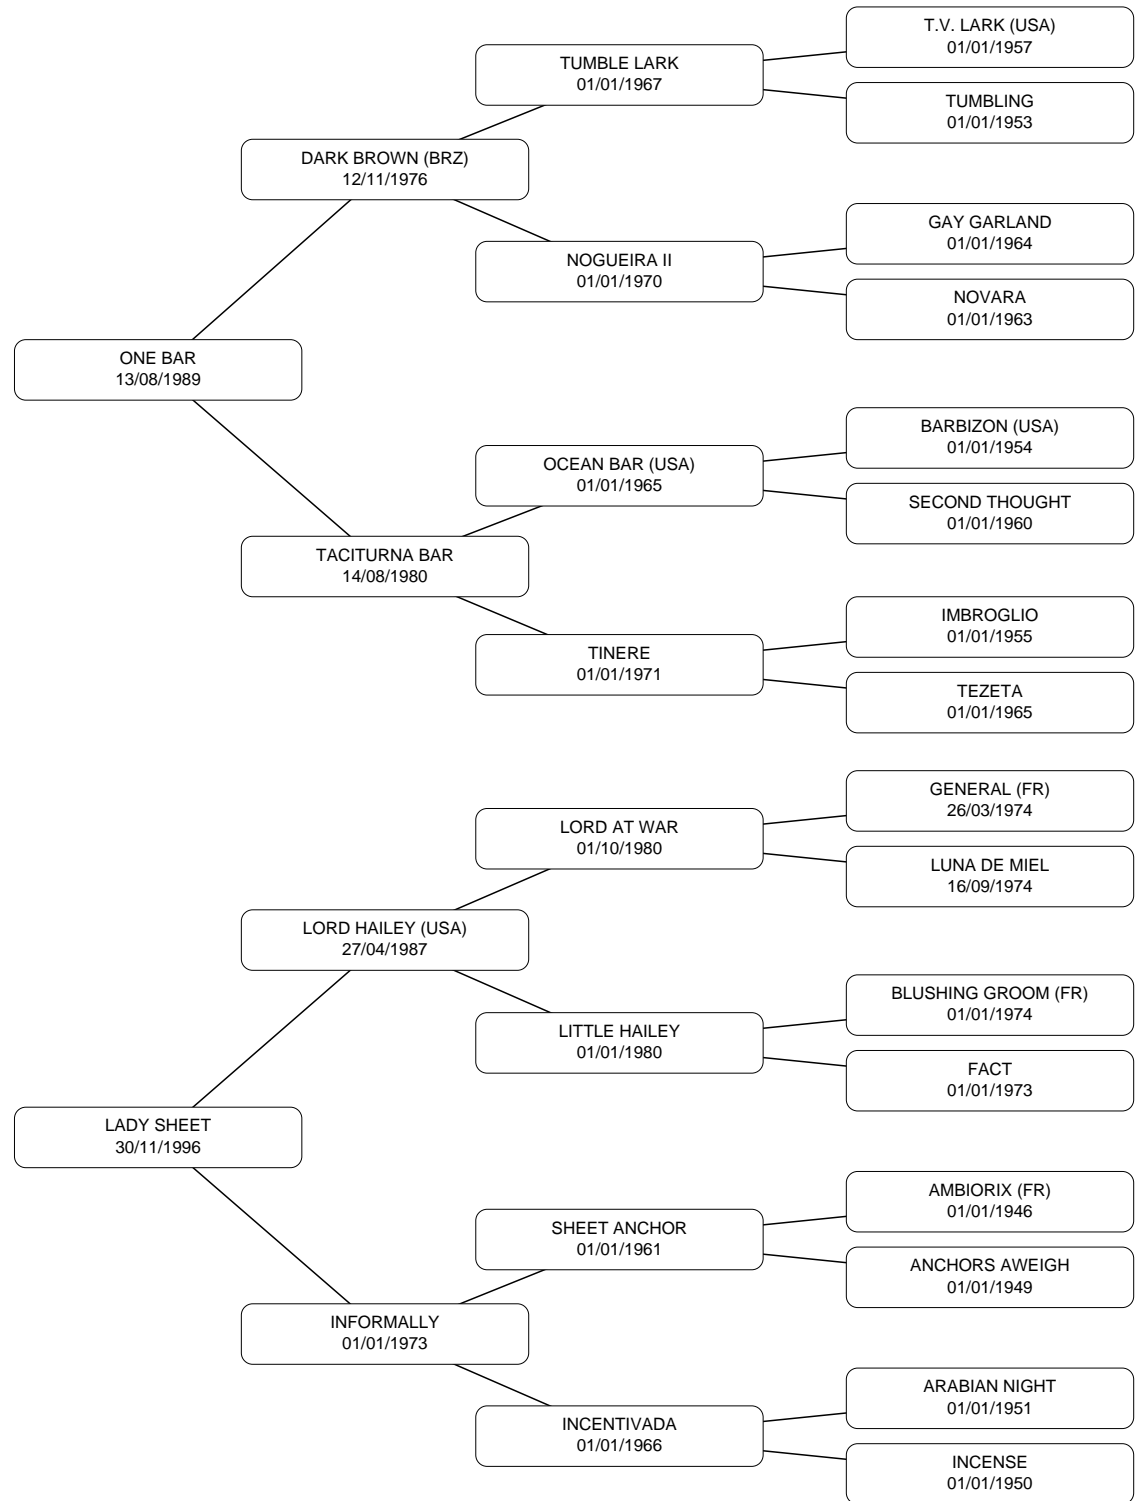 T.V. LARK (USA)
01/01/1957
TUMBLE LARK
01/01/1967
TUMBLING
01/01/1953
DARK BROWN (BRZ)
12/11/1976
GAY GARLAND
01/01/1964
NOGUEIRA II
01/01/1970
NOVARA
01/01/1963
ONE BAR
13/08/1989
BARBIZON (USA)
01/01/1954
OCEAN BAR (USA)
01/01/1965
SECOND THOUGHT
01/01/1960
TACITURNA BAR
14/08/1980
IMBROGLIO
01/01/1955
TINERE
01/01/1971
TEZETA
01/01/1965
GENERAL (FR)
26/03/1974
LORD AT WAR
01/10/1980
LUNA DE MIEL
16/09/1974
LORD HAILEY (USA)
27/04/1987
BLUSHING GROOM (FR)
01/01/1974
LITTLE HAILEY
01/01/1980
FACT
01/01/1973
LADY SHEET
30/11/1996
AMBIORIX (FR)
01/01/1946
SHEET ANCHOR
01/01/1961
ANCHORS AWEIGH
01/01/1949
INFORMALLY
01/01/1973
ARABIAN NIGHT
01/01/1951
INCENTIVADA
01/01/1966
INCENSE
01/01/1950